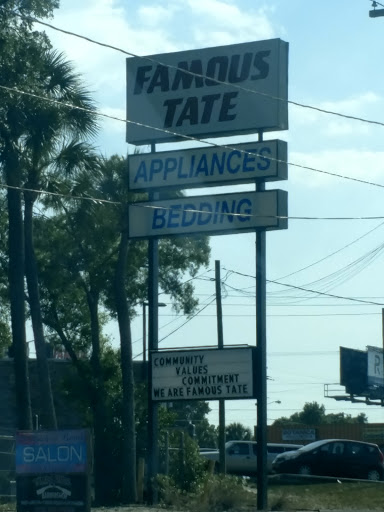 FAMOUS
TATE
APPLIANCES
BEDDING
COMMUNITY
VALUES
COMMITMENT
WE ARE FAMOUS TATE
SALON